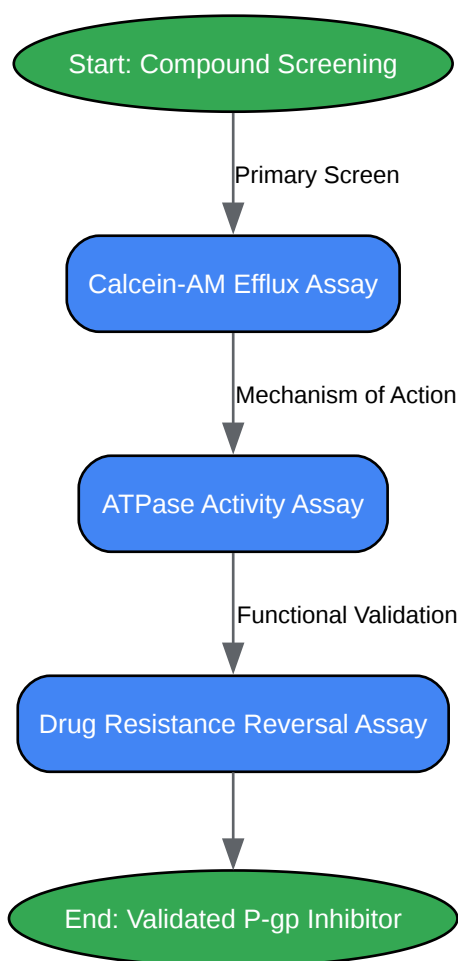 Start: Compound Screening
Primary Screen
Calcein-AM Efflux Assay
Mechanism of Action
ATPase Activity Assay
Functional Validation
Drug Resistance Reversal Assay
End: Validated P-gp Inhibitor